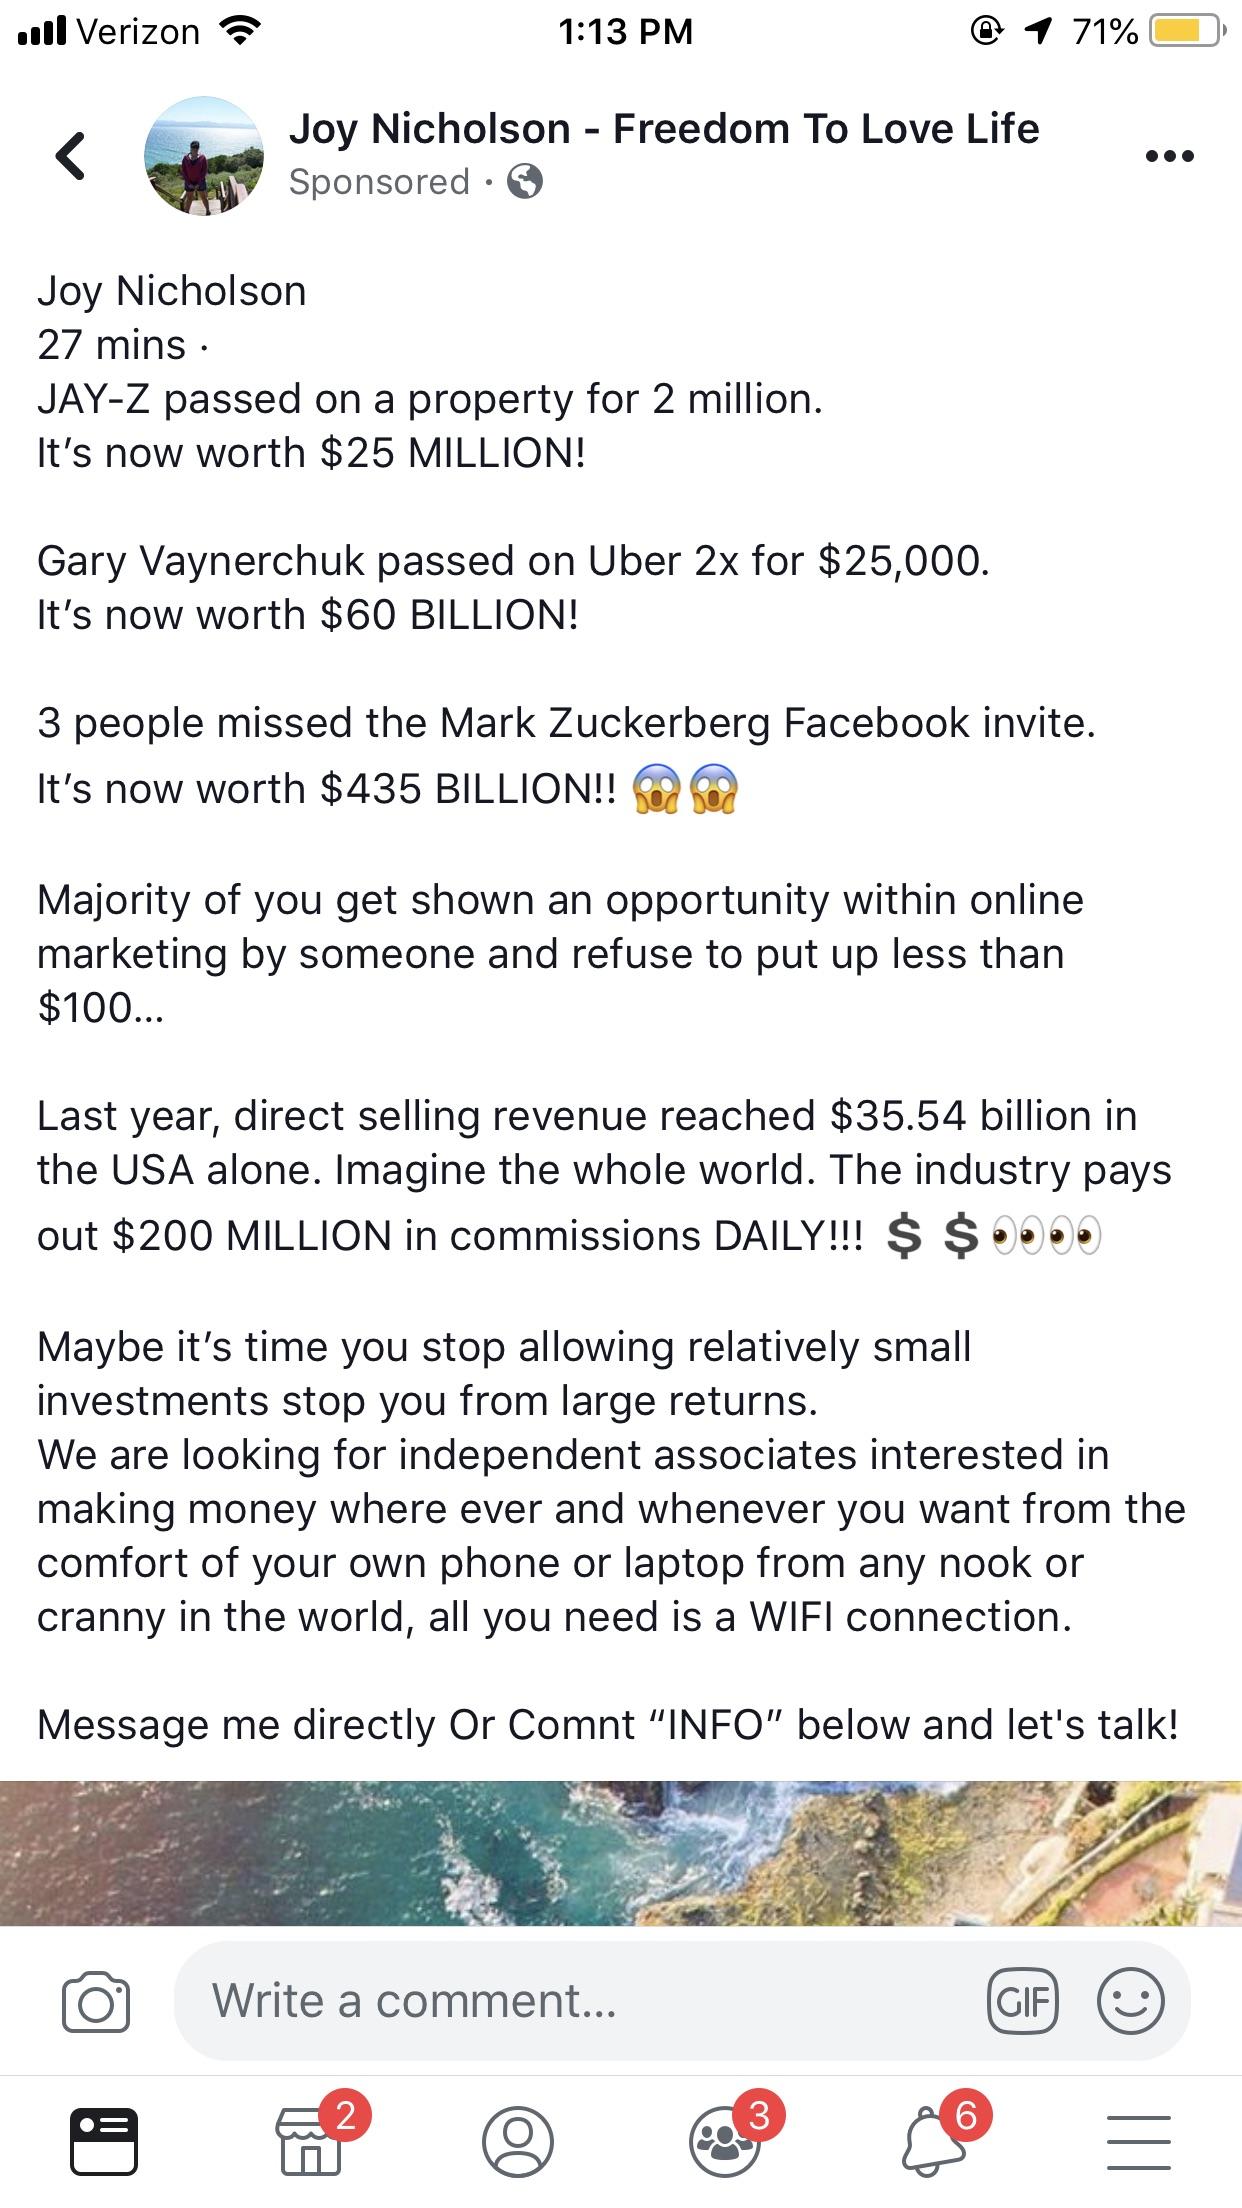 Verizon 1:13 PM 71%
Joy Nicholson - Freedom To Love Life
Sponsored ·
Joy Nicholson
27 mins ·
JAY-Z passed on a property for 2 million.
It’s now worth $25 MILLION!
Gary Vaynerchuk passed on Uber 2x for $25,000.
It’s now worth $60 BILLION!
3 people missed the Mark Zuckerberg Facebook invite.
It’s now worth $435 BILLION!! 😱😱
Majority of you get shown an opportunity within online
marketing by someone and refuse to put up less than
$100...
Last year, direct selling revenue reached $35.54 billion in
the USA alone. Imagine the whole world. The industry pays
out $200 MILLION in commissions DAILY!!! 💲💲👀👀
Maybe it’s time you stop allowing relatively small
investments stop you from large returns.
We are looking for independent associates interested in
making money where ever and whenever you want from the
comfort of your own phone or laptop from any nook or
cranny in the world, all you need is a WIFI connection.
Message me directly Or Comnt “INFO” below and let's talk!
Write a comment...
GIF
2
3
6